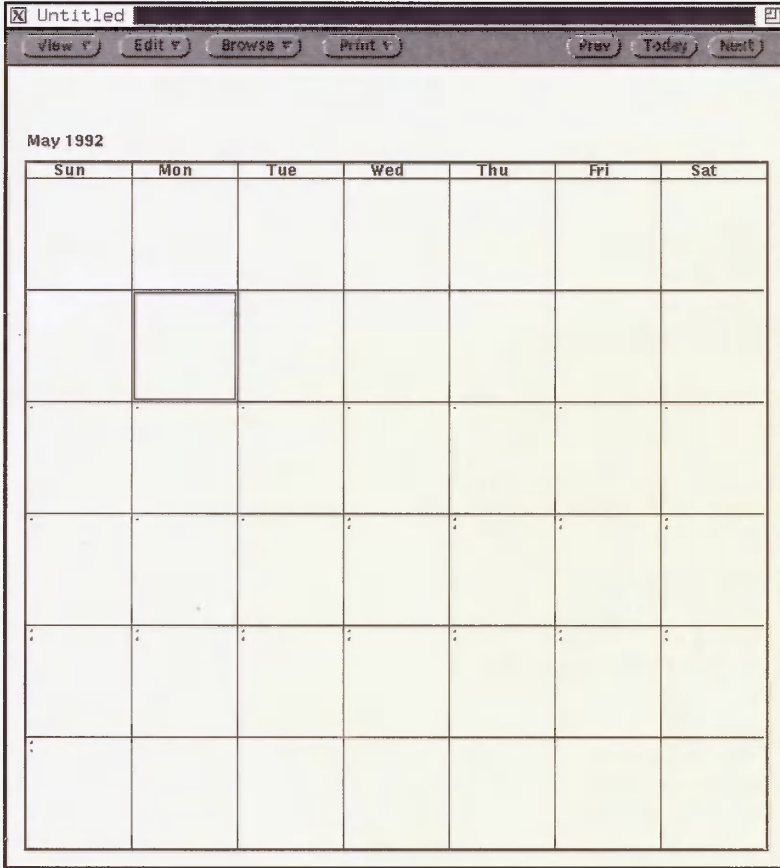 Untitled
View Edit Browse Print Prev Today Next
May 1992
Sun Mon Tue Wed Thu Fri Sat